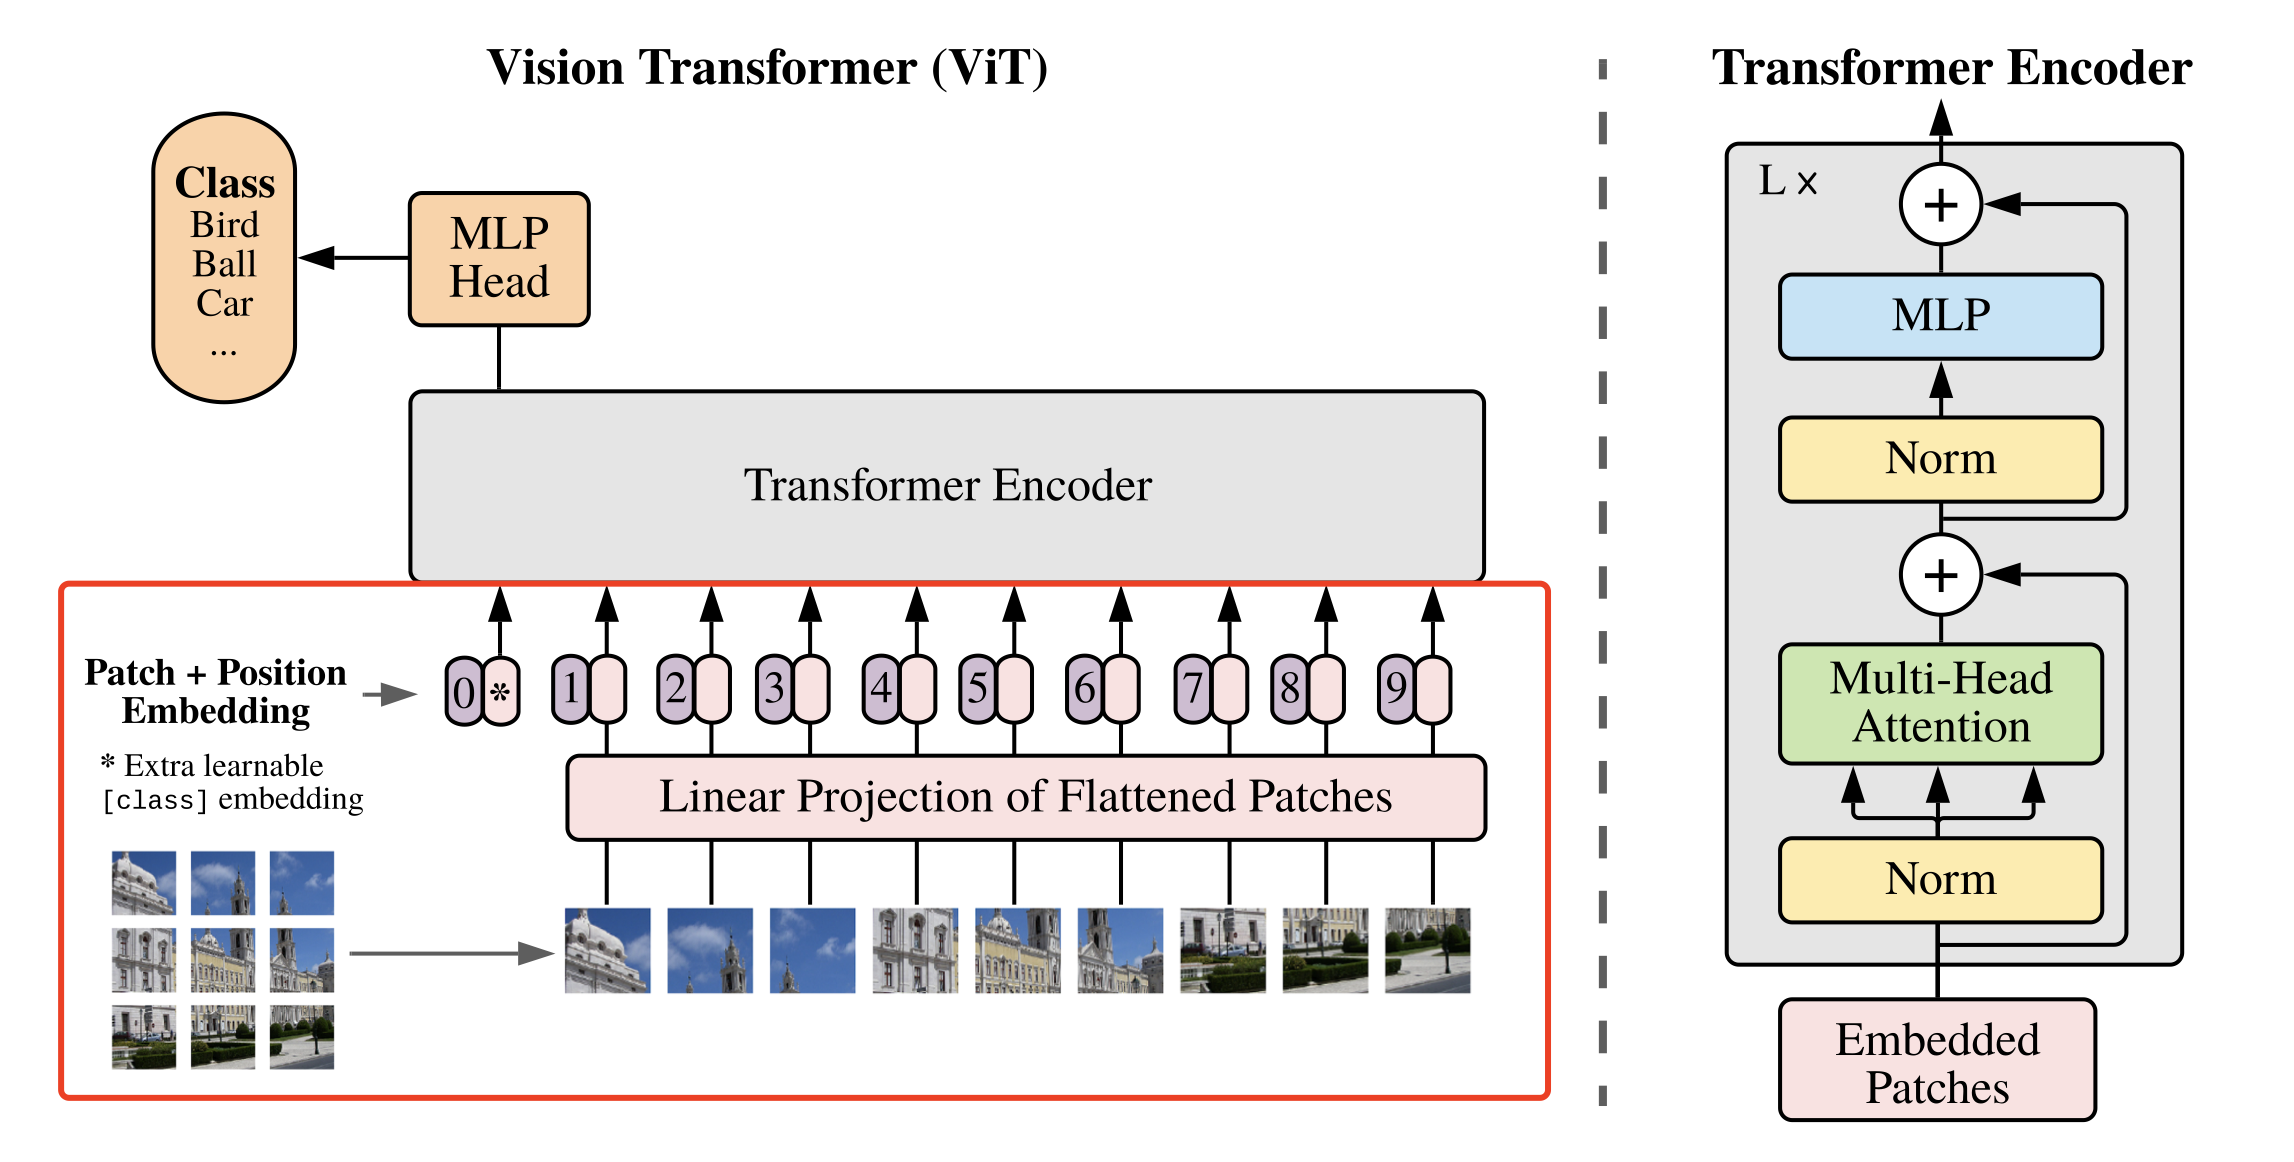 Vision Transformer (ViT)
Class
Bird
Ball
Car
...
MLP
Head
Transformer Encoder
Patch + Position
Embedding
0 * 1 2 3 4 5 6 7 8 9
* Extra learnable
[class] embedding
Linear Projection of Flattened Patches
Transformer Encoder
L ×
+
MLP
Norm
+
Multi-Head
Attention
Norm
Embedded
Patches